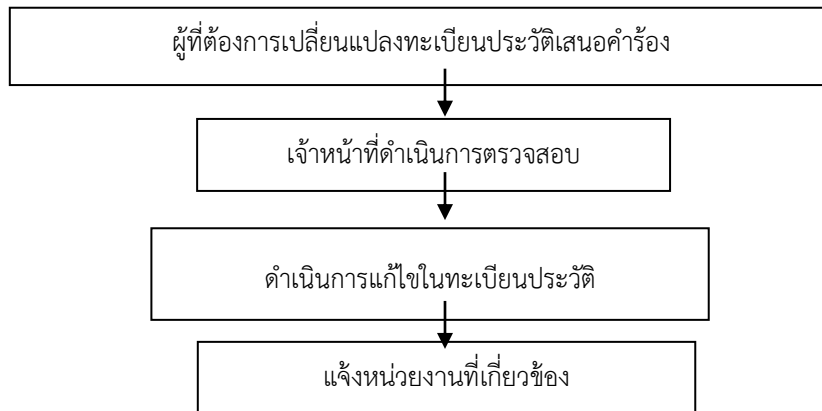 ผู้ที่ต้องการเปลี่ยนแปลงทะเบียนประวัติเสนอคำร้อง
เจ้าหน้าที่ดำเนินการตรวจสอบ
ดำเนินการแก้ไขในทะเบียนประวัติ
แจ้งหน่วยงานที่เกี่ยวข้อง